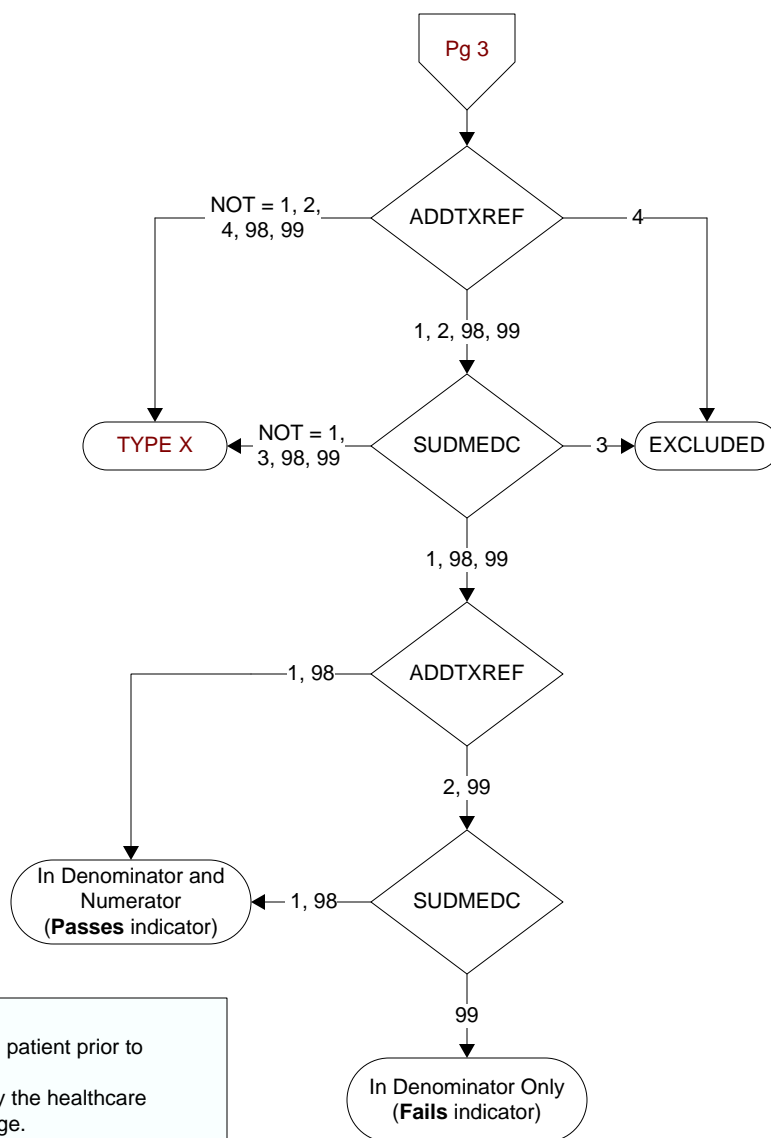 Pg 3
ADDTXREF
NOT = 1, 2,
4, 98, 99
4
1, 2, 98, 99
SUDMEDC
NOT = 1,
3, 98, 99
TYPE X
3
EXCLUDED
1, 98, 99
ADDTXREF
1, 98
2, 99
SUDMEDC
1, 98
In Denominator and
Numerator
(Passes indicator)
99
In Denominator Only
(Fails indicator)
patient prior to
the healthcare